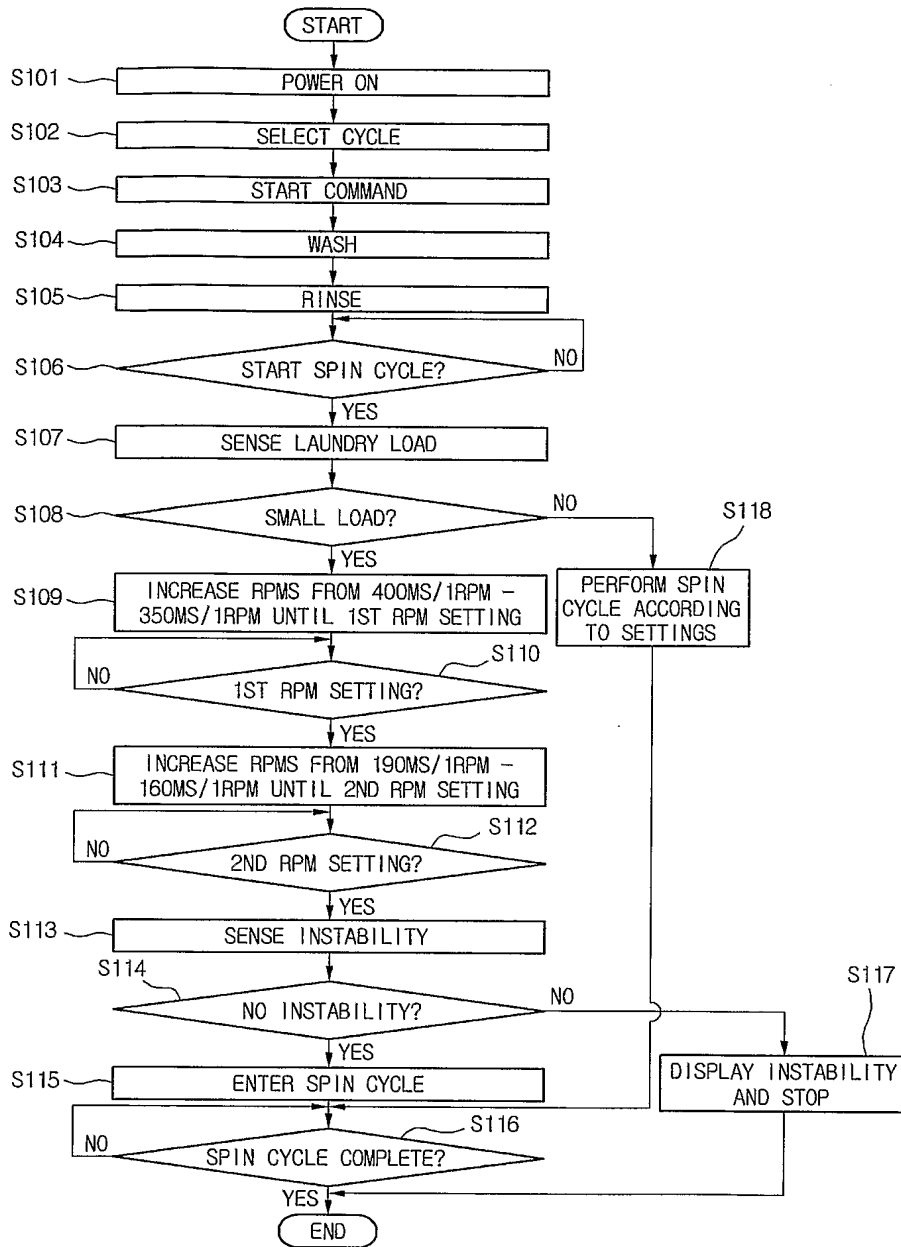 START
S101
POWER ON
S102
SELECT CYCLE
S103
START COMMAND
S104
WASH
S105
RINSE
S106
START SPIN CYCLE?
NO
YES
S107
SENSE LAUNDRY LOAD
S108
SMALL LOAD?
NO
YES
S118
PERFORM SPIN
CYCLE ACCORDING
TO SETTINGS
S109
INCREASE RPMS FROM 400MS/1RPM –
350MS/1RPM UNTIL 1ST RPM SETTING
S110
NO
1ST RPM SETTING?
YES
S111
INCREASE RPMS FROM 190MS/1RPM –
160MS/1RPM UNTIL 2ND RPM SETTING
S112
NO
2ND RPM SETTING?
YES
S113
SENSE INSTABILITY
S114
NO INSTABILITY?
NO
YES
S117
DISPLAY INSTABILITY
AND STOP
S115
ENTER SPIN CYCLE
S116
NO
SPIN CYCLE COMPLETE?
YES
END